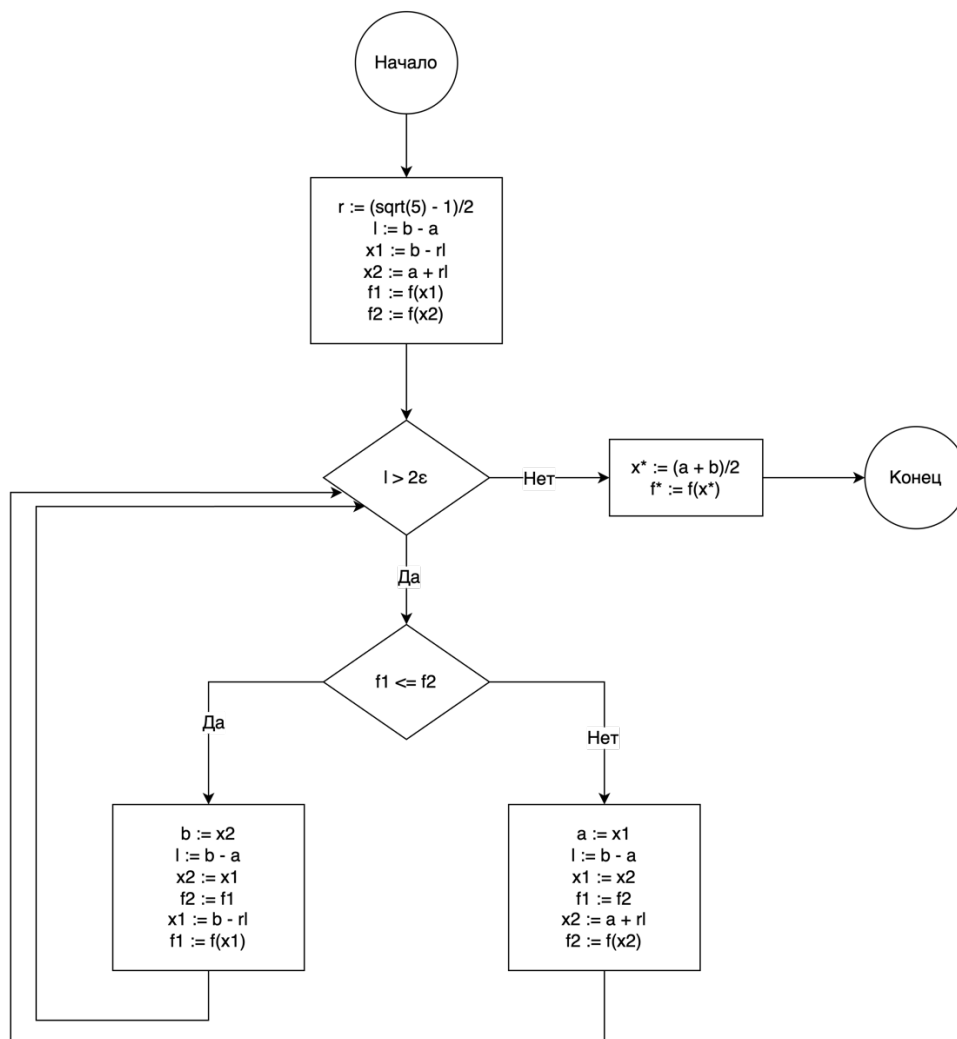 Начало
r := (sqrt(5) - 1)/2
l := b - a
x1 := b - rl
x2 := a + rl
f1 := f(x1)
f2 := f(x2)
l > 2ε
Нет
x* := (a + b)/2
f* := f(x*)
Конец
Да
f1 <= f2
Да
Нет
b := x2
l := b - a
x2 := x1
f2 := f1
x1 := b - rl
f1 := f(x1)
a := x1
l := b - a
x1 := x2
f1 := f2
x2 := a + rl
f2 := f(x2)